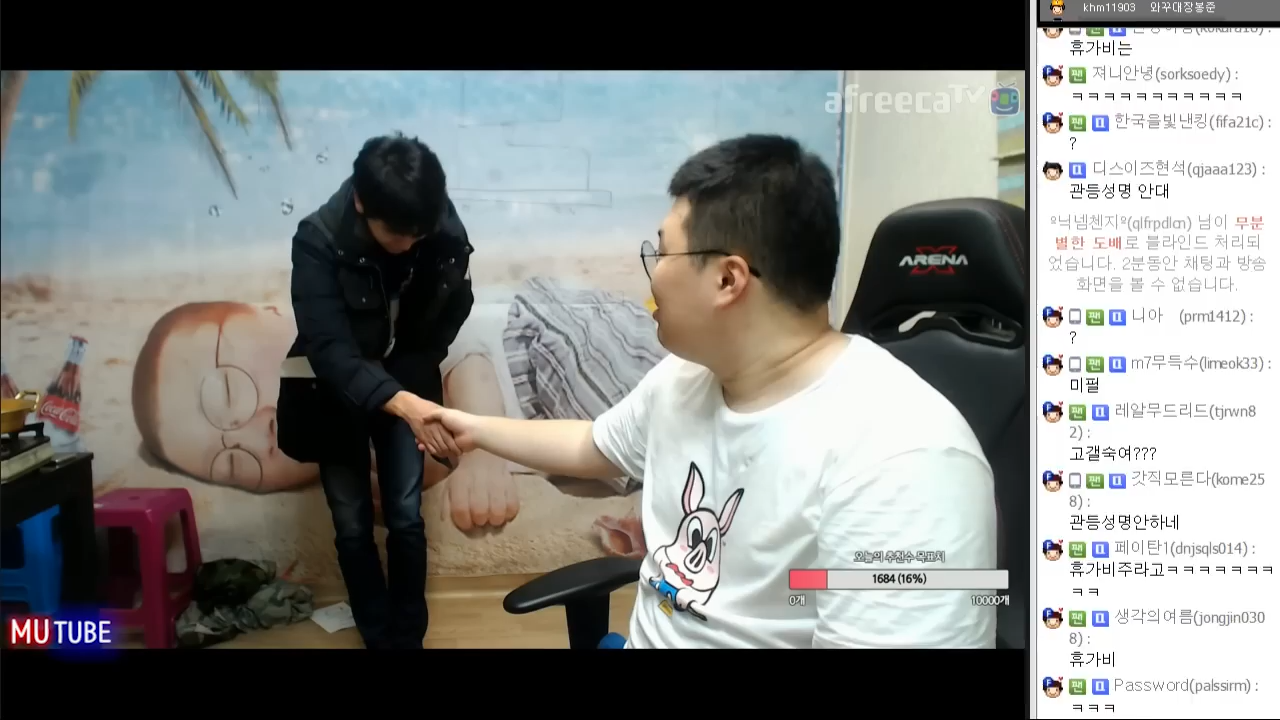 khm11903 와꾸대장봉준
휴가비는
져니안녕(sorksoedy) :
ㅋㅋㅋㅋㅋㅋㅋㅋㅋㅋㅋ
한국을빛낸킹(fifa21c) :
?
디스이즈현석(qjaaa123) :
관등성명 안대
닉넴첸지º(qlfrpdlcn) 님이 무분
별한 도배로 블라인드 처리되
었습니다. 2분동안 채팅과 방송
화면을 볼 수 없습니다.
니아 (prm1412) :
?
m7무득수(limeok33) :
미필
레알무드리드(tjrwn8
2) :
고갤숙여???
갓직모른다(kome25
8) :
관등성명안하네
페이탄1(dnjsqls014) :
휴가비주라고ㅋㅋㅋㅋㅋㅋㅋ
ㅋㅋ
생각의여름(jongjin030
8) :
휴가비
Password(palssirm) :
ㅋㅋㅋ
afreecaTV
ARENA
X
Coca-Cola
오늘의 추천수 목표치
1684 (16%)
0개 10000개
MUTUBE